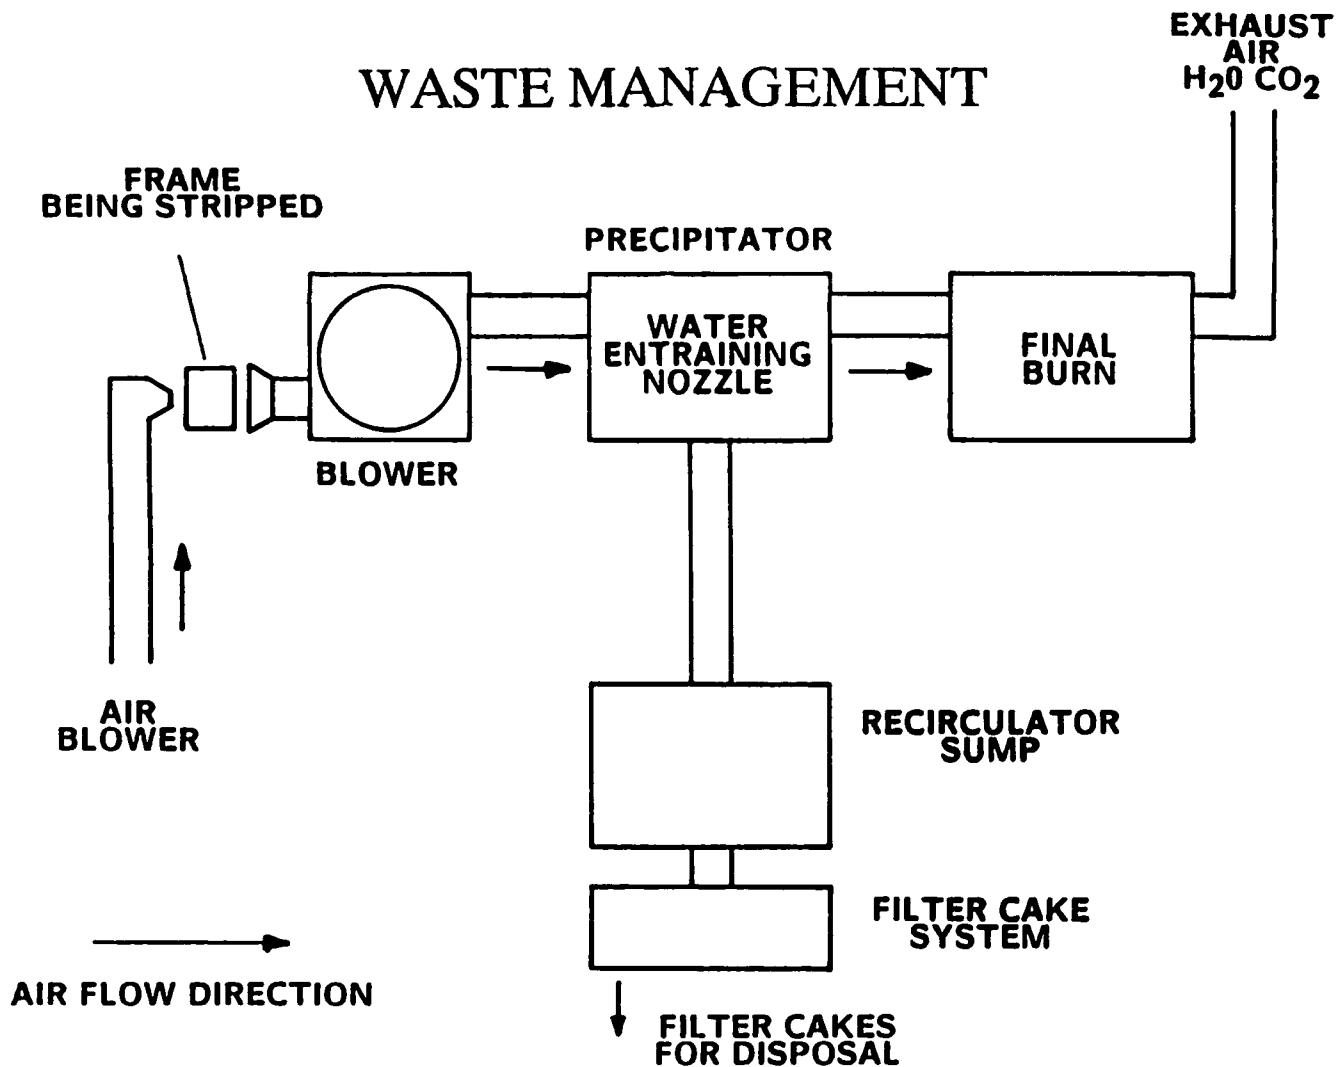 WASTE MANAGEMENT
EXHAUST
AIR
H₂0 CO₂
FRAME
BEING STRIPPED
PRECIPITATOR
WATER
ENTRAINING
NOZZLE
FINAL
BURN
BLOWER
AIR
BLOWER
RECIRCULATOR
SUMP
FILTER CAKE
SYSTEM
AIR FLOW DIRECTION
FILTER CAKES
FOR DISPOSAL